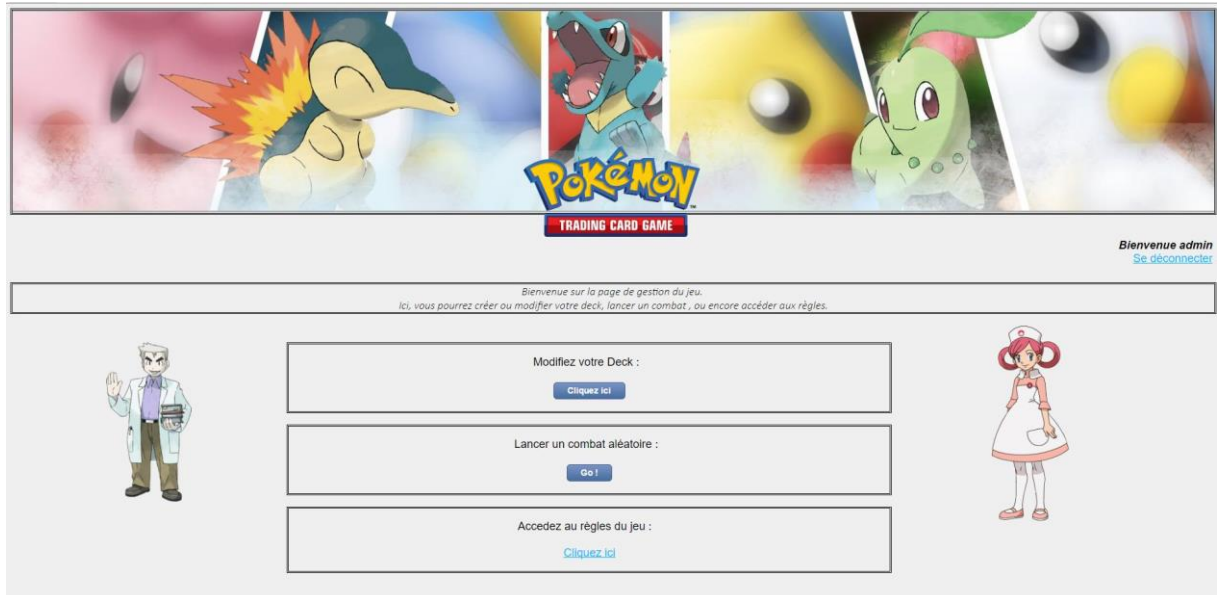 POKéMON
TRADING CARD GAME
Bienvenue admin
Se déconnecter
Bienvenue sur la page de gestion du jeu.
Ici, vous pourrez créer ou modifier votre deck, lancer un combat , ou encore accéder aux règles.
Modifiez votre Deck :
Cliquez ici
Lancer un combat aléatoire :
Go !
Accedez au règles du jeu :
Cliquez ici